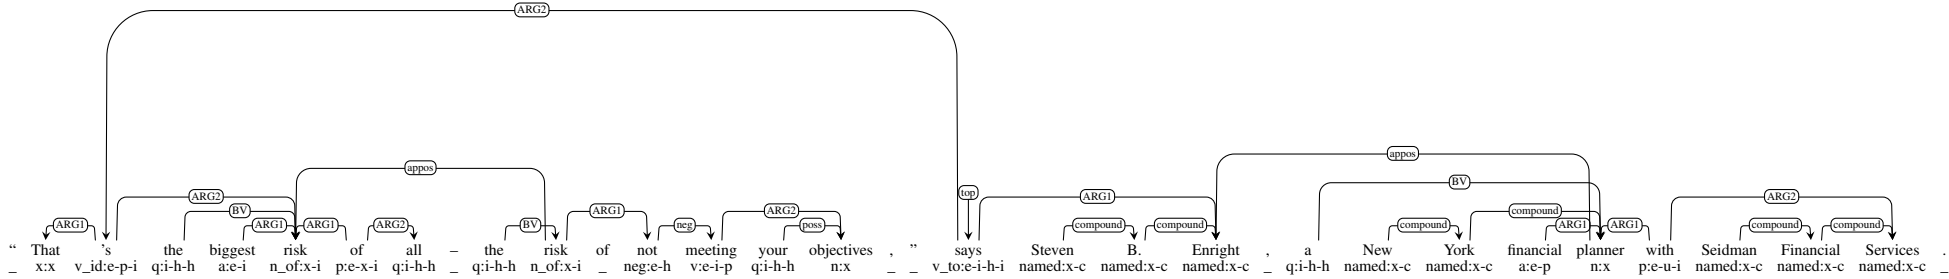 ARG2
appos
appos
BV
top
ARG2
ARG1
ARG2
BV
compound
ARG1
BV
ARG1
ARG1
ARG2
BV
ARG1
neg
ARG2
poss
compound
compound
compound
ARG1
ARG1
compound
compound
“ That 's the biggest risk of all – the risk of not meeting your objectives , ” says Steven B. Enright , a New York financial planner with Seidman Financial Services .
_ x:x v_id:e-p-i q:i-h-h a:e-i n_of:x-i p:e-x-i q:i-h-h _ q:i-h-h n_of:x-i _ neg:e-h v:e-i-p q:i-h-h n:x _ _ v_to:e-i-h-i named:x-c named:x-c named:x-c _ q:i-h-h named:x-c named:x-c a:e-p n:x p:e-u-i named:x-c named:x-c named:x-c _